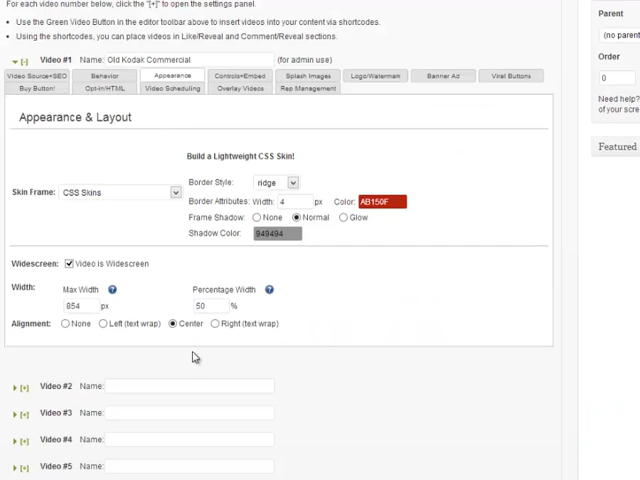 For each video number below, click the "[+]" to open the settings panel.
Use the Green Video Button in the editor toolbar above to insert videos into your content via shortcodes.
Using the shortcodes, you can place videos in Like/Reveal and Comment/Reveal sections.
[-] Video #1 Name: Old Kodak Commercial (for admin use)
Video Source+SEO Behavior Appearance Controls+Embed Splash Images Logo/Watermark Banner Ad Viral Buttons
Buy Button! Opt-in/HTML Video Scheduling Overlay Videos Rep Management
Appearance & Layout
Build a Lightweight CSS Skin!
Skin Frame: CSS Skins
Border Style: ridge
Border Attributes: Width: 4 px Color: AB150F
Frame Shadow: None Normal Glow
Shadow Color: 949494
Widescreen: Video is Widescreen
Width: Max Width ? Percentage Width ?
854 px 50 %
Alignment: None Left (text wrap) Center Right (text wrap)
[+] Video #2 Name:
[+] Video #3 Name:
[+] Video #4 Name:
[+] Video #5 Name:
Parent
(no parent
Order
0
Need help?
of your scre
Featured